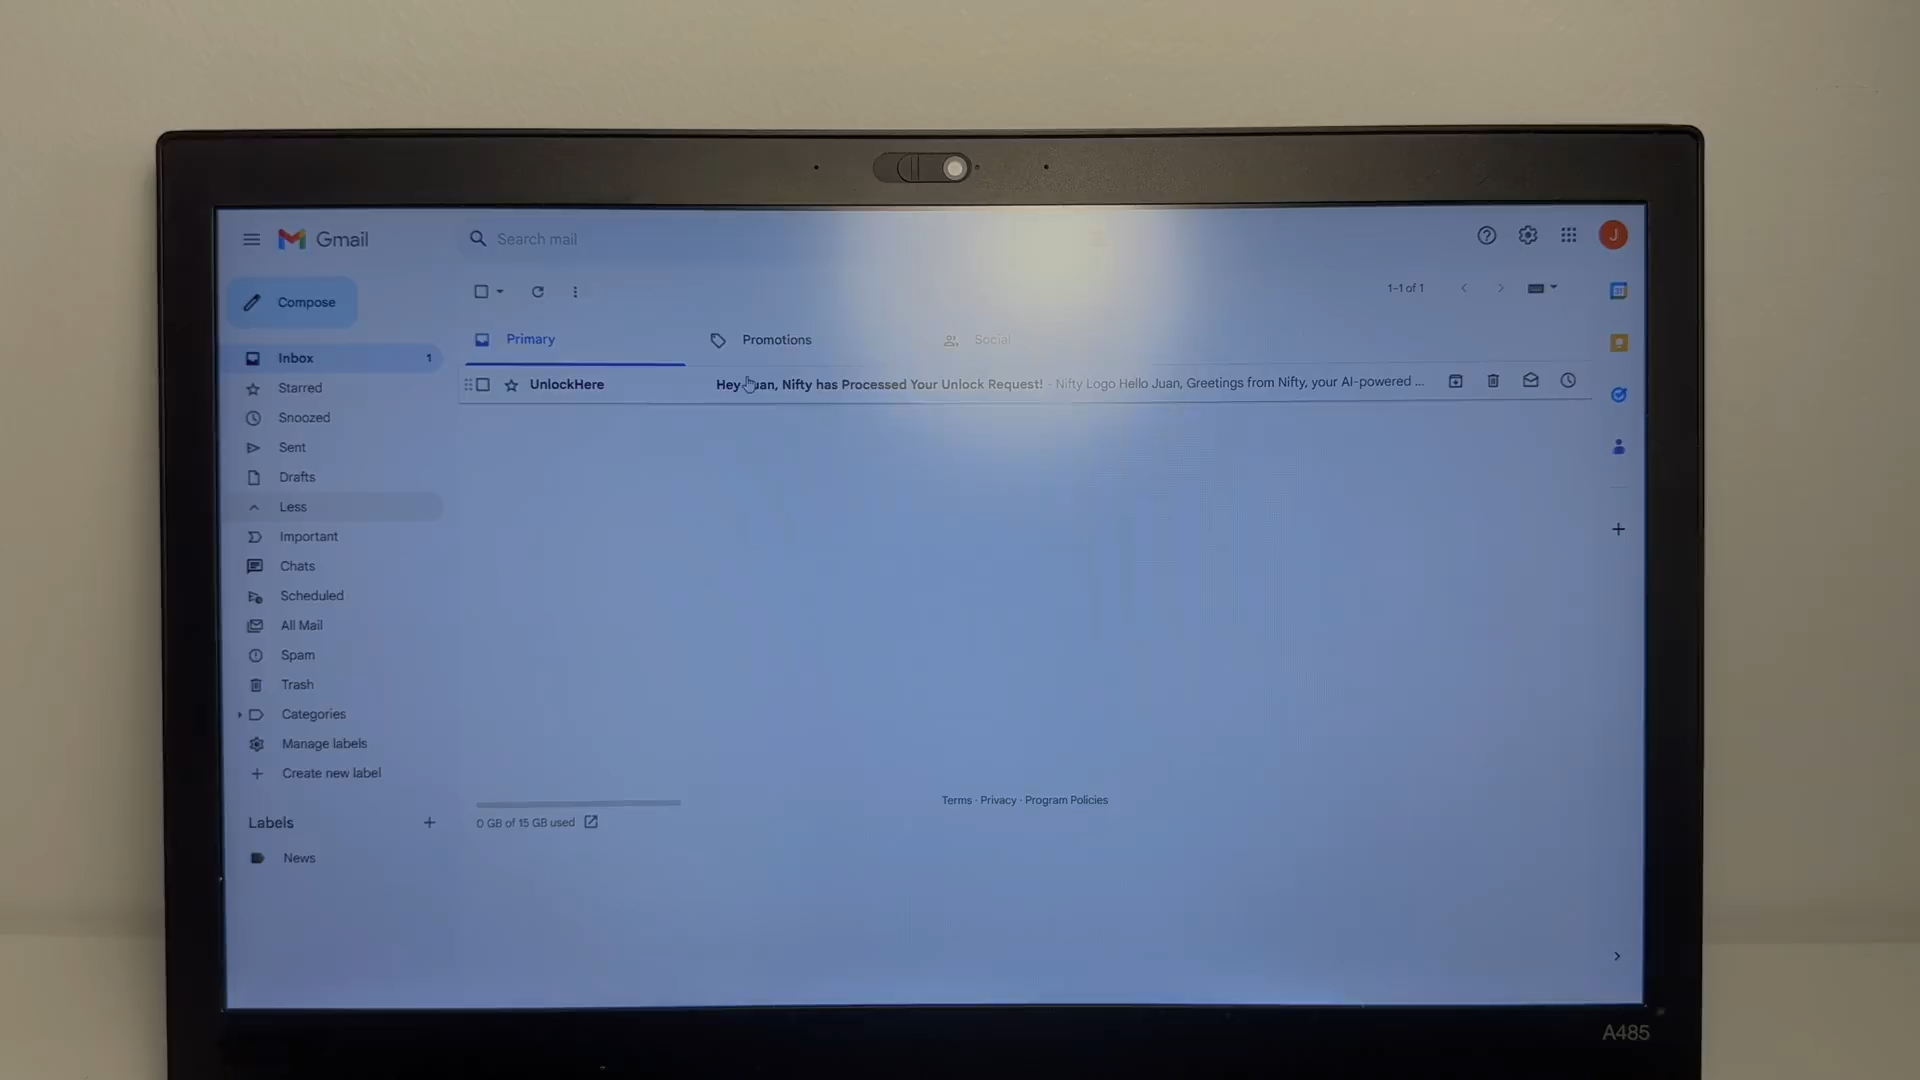 Gmail
Search mail
J
Compose
1-1 of 1
Primary
Promotions
Social
Inbox 1
UnlockHere Hey Juan, Nifty has Processed Your Unlock Request! - Nifty Logo Hello Juan, Greetings from Nifty, your AI-powered ...
Starred
Snoozed
Sent
Drafts
Less
Important
Chats
Scheduled
All Mail
Spam
Trash
Categories
Manage labels
Create new label
Terms · Privacy · Program Policies
0 GB of 15 GB used
Labels
News
A485